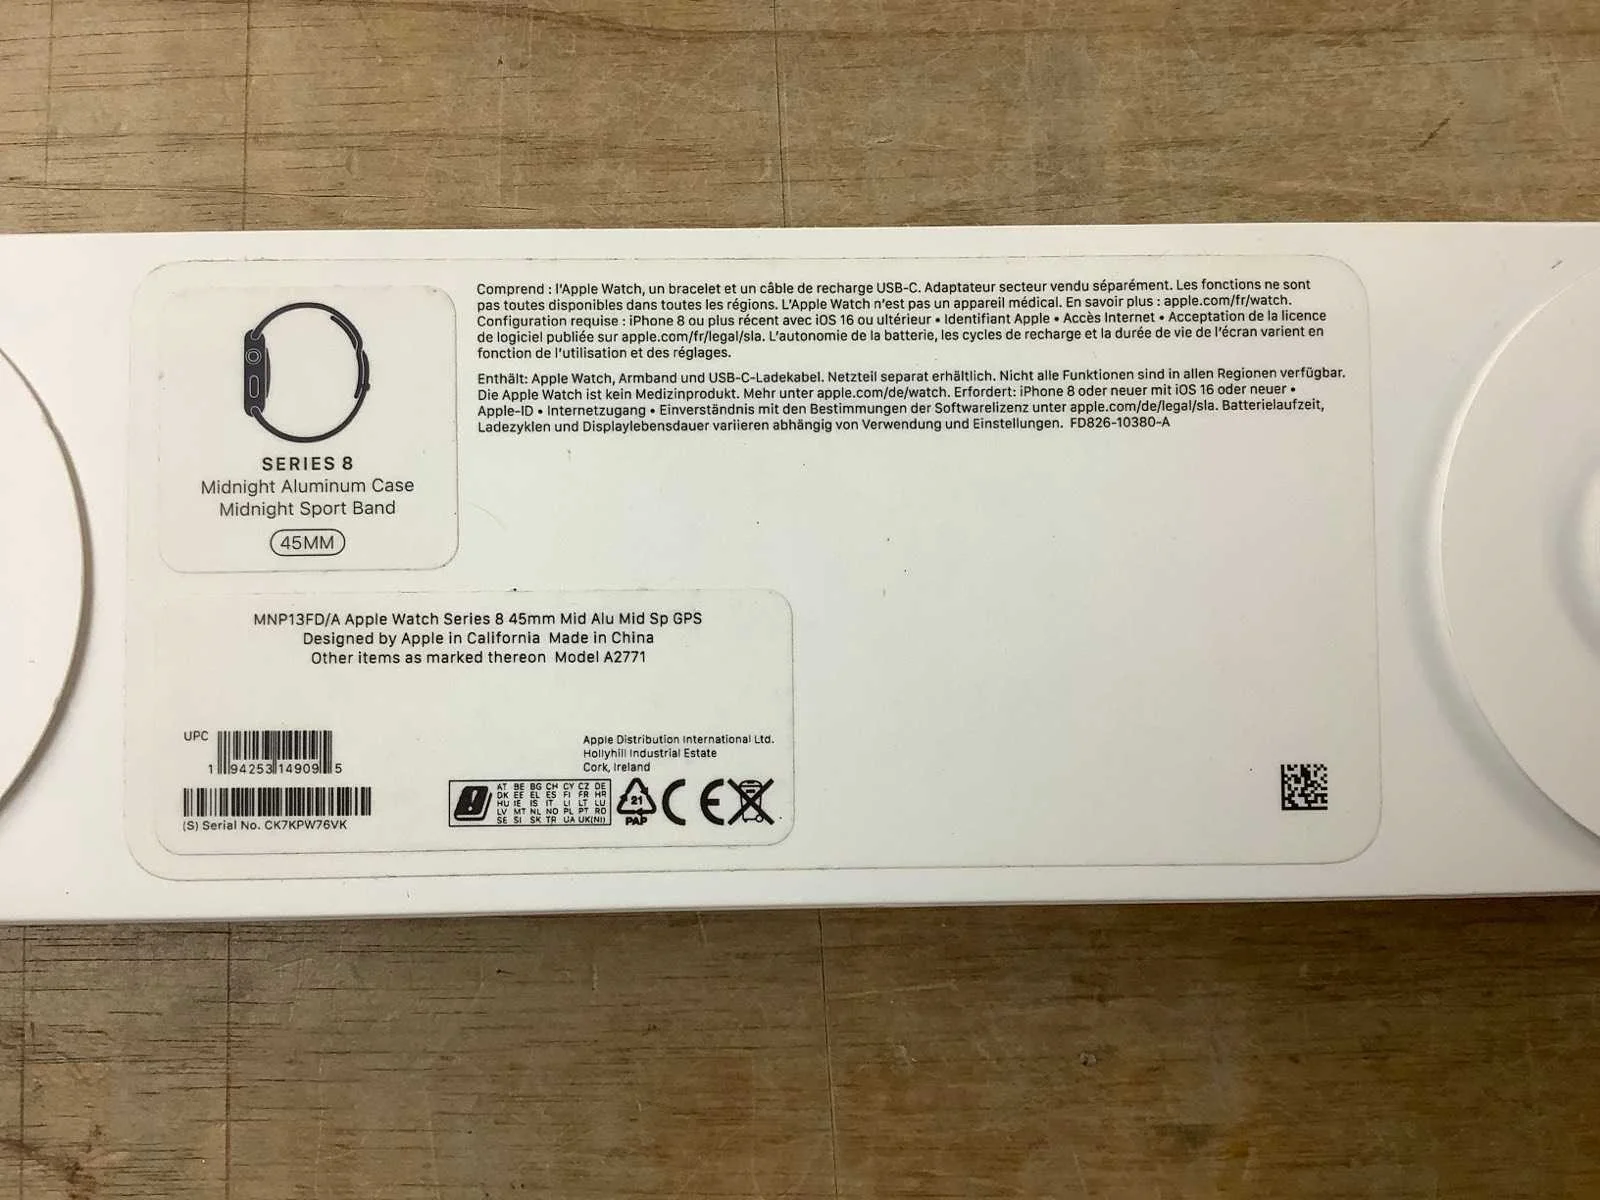 Comprend : l'Apple Watch, un bracelet et un câble de recharge USB-C. Adaptateur secteur vendu séparément. Les fonctions ne sont
pas toutes disponibles dans toutes les régions. L'Apple Watch n'est pas un appareil médical. En savoir plus : apple.com/fr/watch.
Configuration requise : iPhone 8 ou plus récent avec iOS 16 ou ultérieur • Identifiant Apple • Accès Internet • Acceptation de la licence
de logiciel publiée sur apple.com/fr/legal/sla. L'autonomie de la batterie, les cycles de recharge et la durée de vie de l'écran varient en
fonction de l'utilisation et des réglages.
Enthält: Apple Watch, Armband und USB-C-Ladekabel. Netzteil separat erhältlich. Nicht alle Funktionen sind in allen Regionen verfügbar.
Die Apple Watch ist kein Medizinprodukt. Mehr unter apple.com/de/watch. Erfordert: iPhone 8 oder neuer mit iOS 16 oder neuer •
Apple-ID • Internetzugang • Einverständnis mit den Bestimmungen der Softwarelizenz unter apple.com/de/legal/sla. Batterielaufzeit,
Ladezyklen und Displaylebensdauer variieren abhängig von Verwendung und Einstellungen. FD826-10380-A
SERIES 8
Midnight Aluminum Case
Midnight Sport Band
45MM
MNP13FD/A Apple Watch Series 8 45mm Mid Alu Mid Sp GPS
Designed by Apple in California Made in China
Other items as marked thereon Model A2771
UPC
1 94253 14909 5
(S) Serial No. CK7KPW76VK
Apple Distribution International Ltd.
Hollyhill Industrial Estate
Cork, Ireland
AT BE BG CH CY CZ DE
DK EE EL ES FI FR HR
HU IE IS IT LI LT LU
LV MT NL NO PL PT RO
SE SI SK TR UA UK(NI)
21
PAP
CE